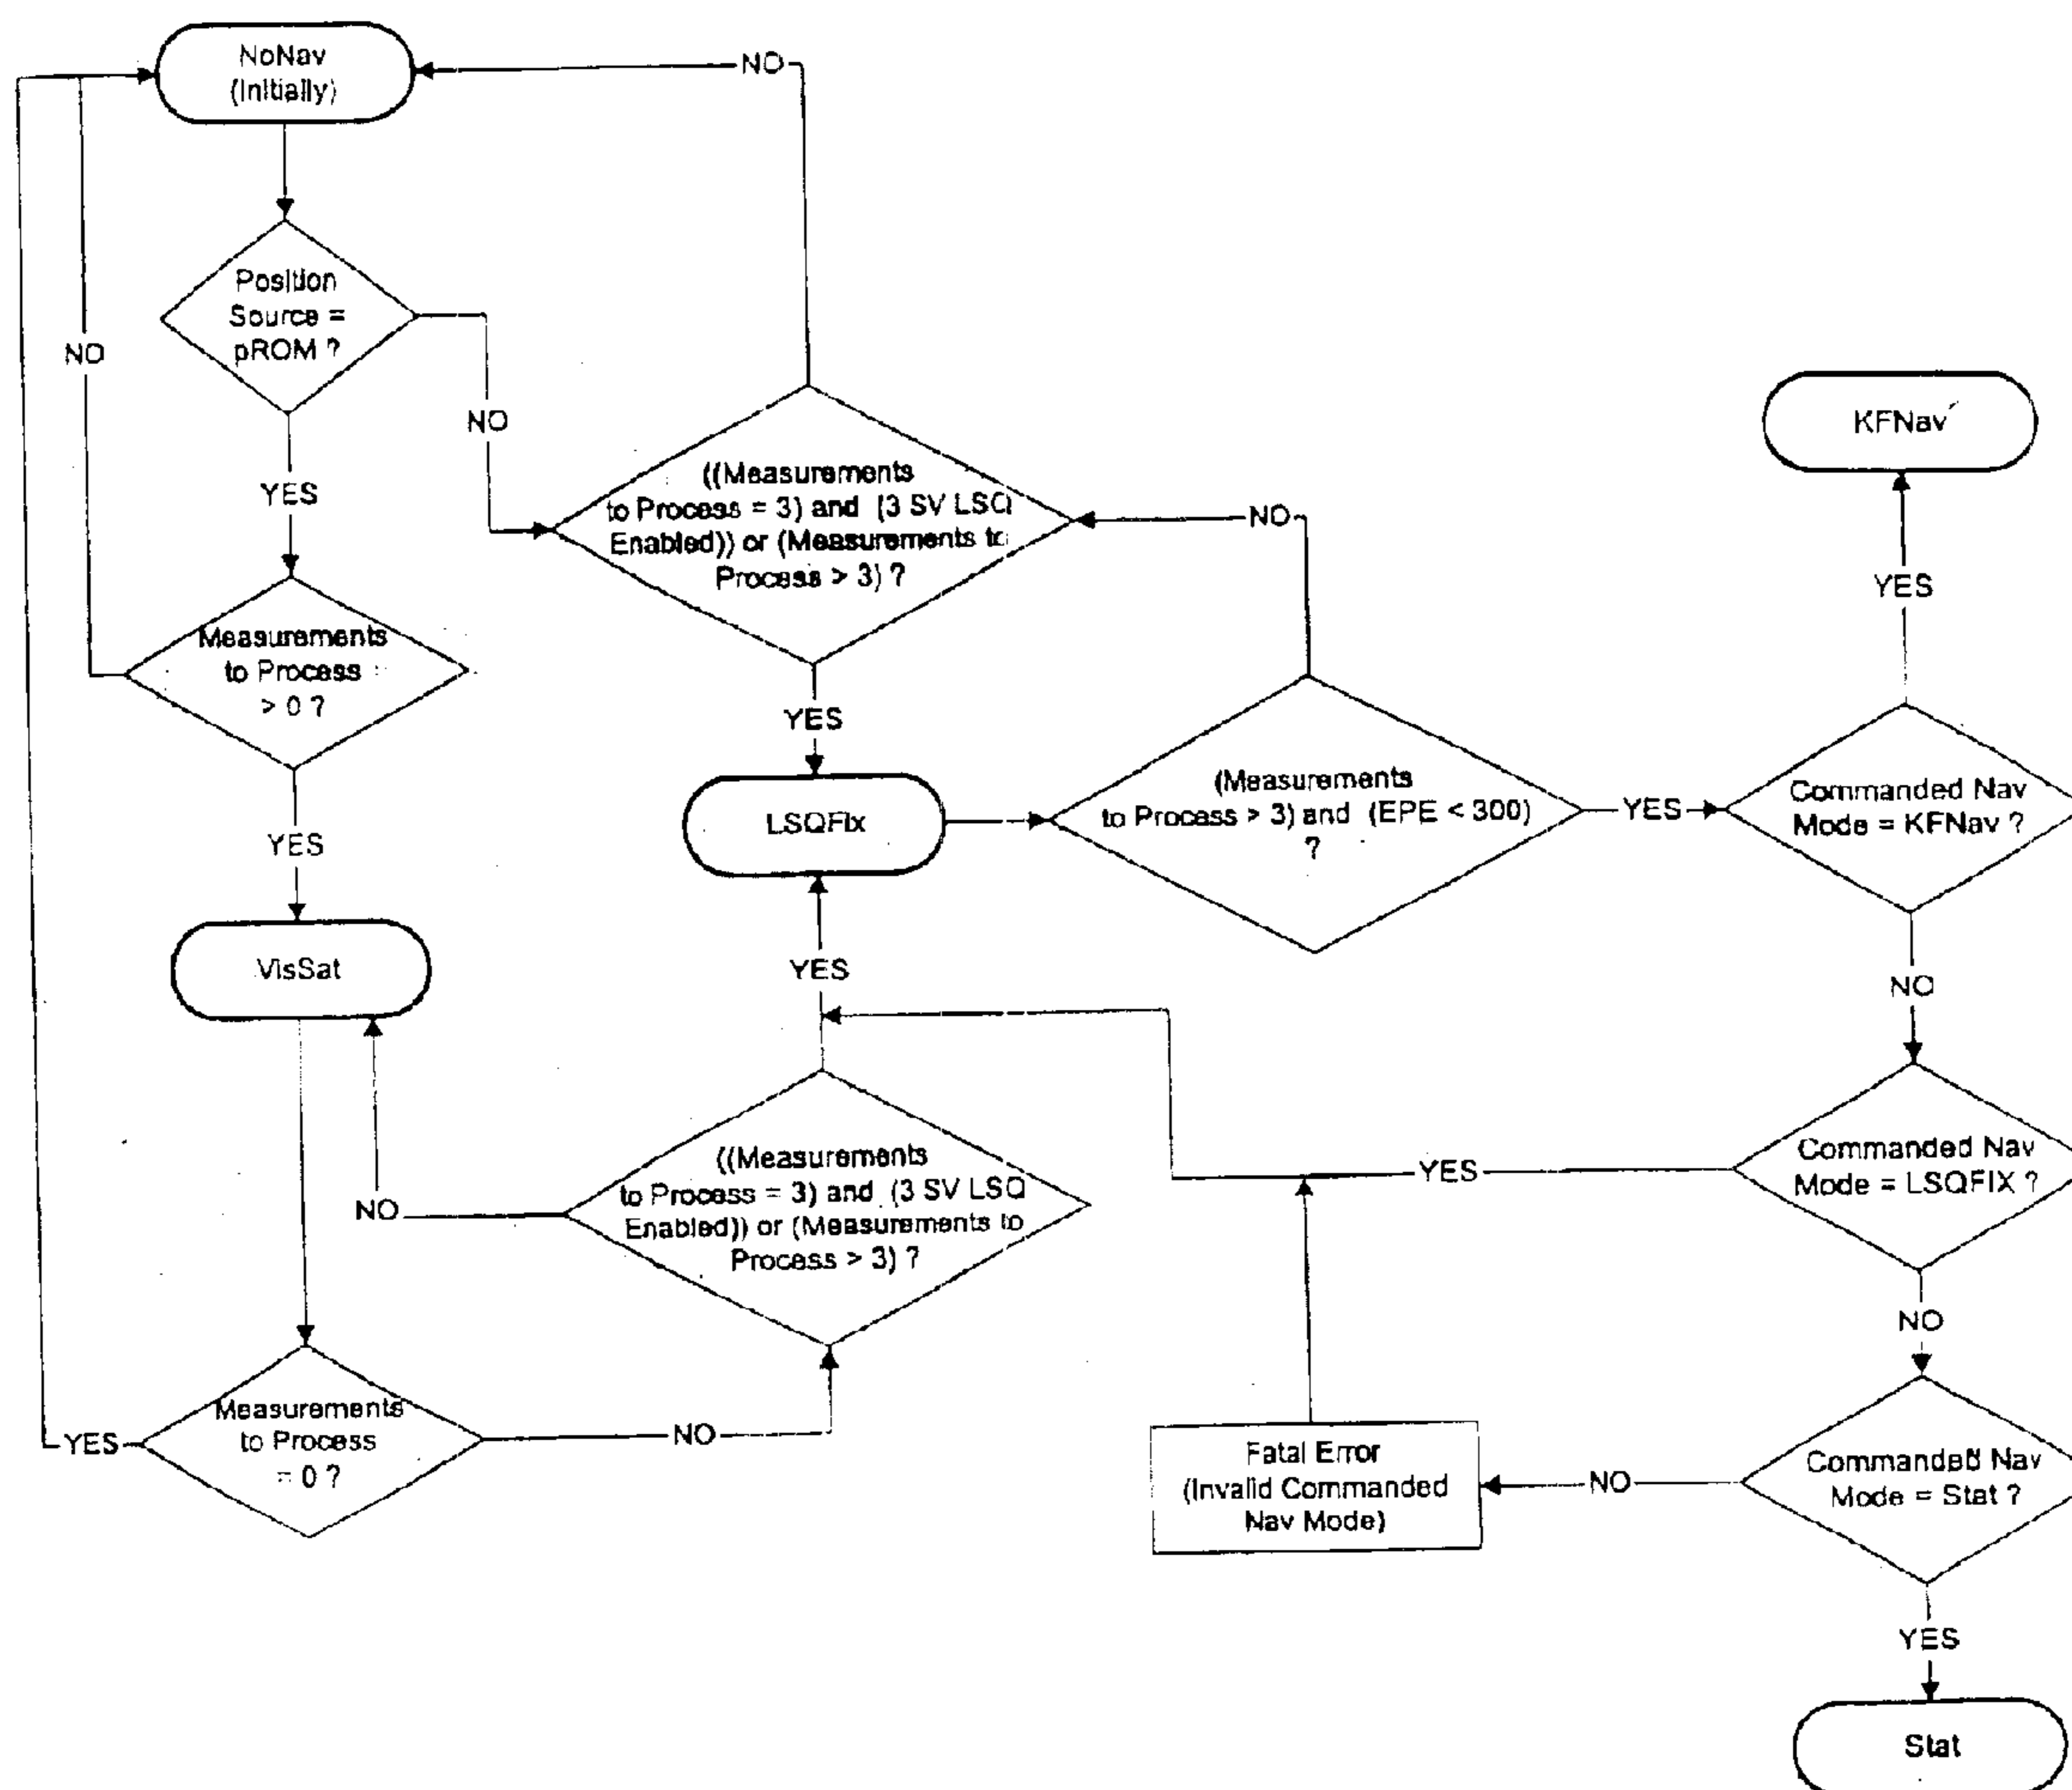 NoNav
(Initially)
NO
Position
Source =
pROM ?
NO
NO
YES
((Measurements
to Process = 3) and (3 SV LSQ
Enabled)) or (Measurements to
Process > 3) ?
NO
KFNav
YES
Measurements
to Process
> 0 ?
YES
YES
LSQFix
(Measurements
to Process > 3) and (EPE < 300)
?
YES
Commanded Nav
Mode = KFNav ?
NO
VisSat
YES
NO
((Measurements
to Process = 3) and (3 SV LSQ
Enabled)) or (Measurements to
Process > 3) ?
YES
Commanded Nav
Mode = LSQFIX ?
NO
Measurements
to Process
= 0 ?
YES
NO
Fatal Error
(Invalid Commanded
Nav Mode)
NO
Commanded Nav
Mode = Stat ?
YES
Stat